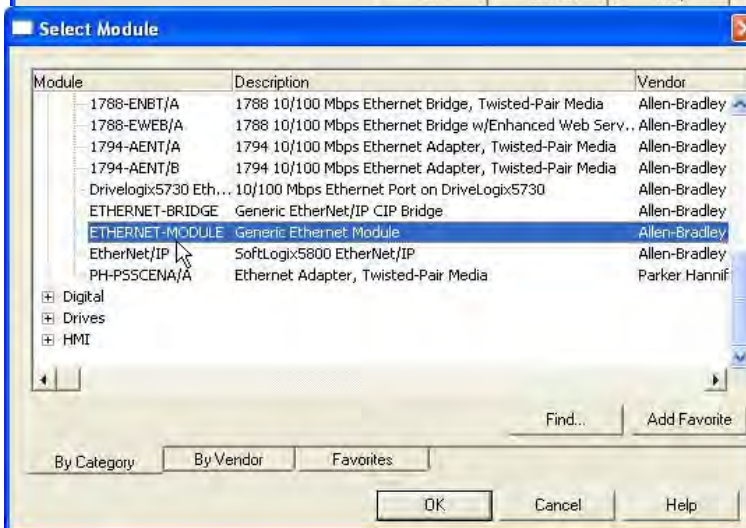 Select Module
Module Description Vendor
1788-ENBT/A 1788 10/100 Mbps Ethernet Bridge, Twisted-Pair Media Allen-Bradley
1788-EWEB/A 1788 10/100 Mbps Ethernet Bridge w/Enhanced Web Serv.. Allen-Bradley
1794-AENT/A 1794 10/100 Mbps Ethernet Adapter, Twisted-Pair Media Allen-Bradley
1794-AENT/B 1794 10/100 Mbps Ethernet Adapter, Twisted-Pair Media Allen-Bradley
Drivelogix5730 Eth... 10/100 Mbps Ethernet Port on DriveLogix5730 Allen-Bradley
ETHERNET-BRIDGE Generic EtherNet/IP CIP Bridge Allen-Bradley
ETHERNET-MODULE Generic Ethernet Module Allen-Bradley
EtherNet/IP SoftLogix5800 EtherNet/IP Allen-Bradley
PH-PSSCENA/A Ethernet Adapter, Twisted-Pair Media Parker Hannif
Digital
Drives
HMI
Find... Add Favorite
By Category By Vendor Favorites
OK Cancel Help